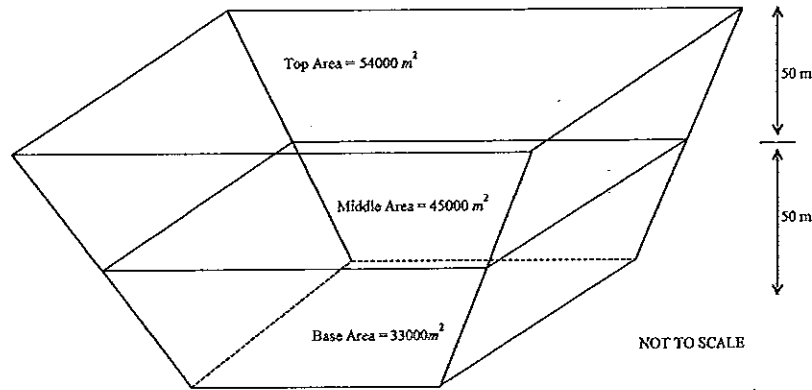 Top Area = 54000 m²
50 m
Middle Area = 45000 m²
50 m
Base Area = 33000m²
NOT TO SCALE